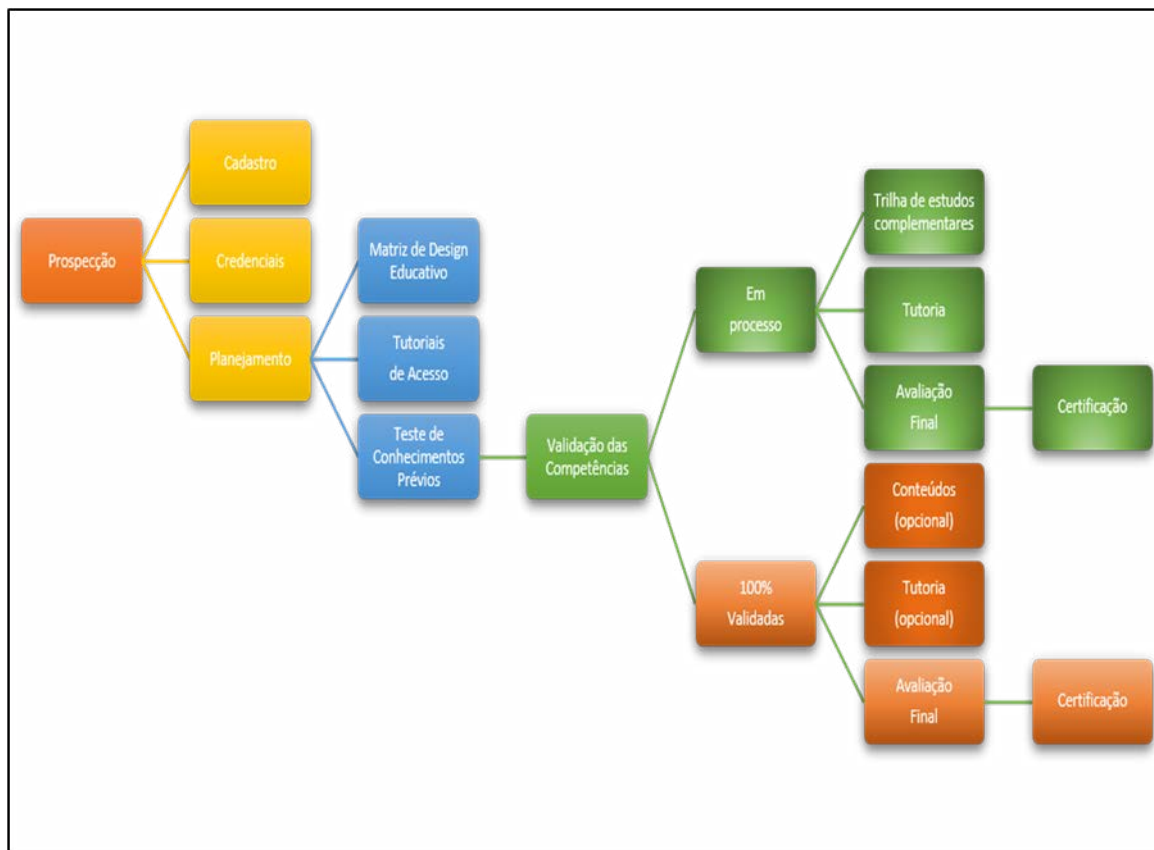 Prospecção
Cadastro
Credenciais
Planejamento
Matriz de Design
Educativo
Tutoriais
de Acesso
Teste de
Conhecimentos
Prévios
Validação das
Competências
Em
processo
Trilha de estudos
complementares
Tutoria
Avaliação
Final
Certificação
100%
Validadas
Conteúdos
(opcional)
Tutoria
(opcional)
Avaliação
Final
Certificação